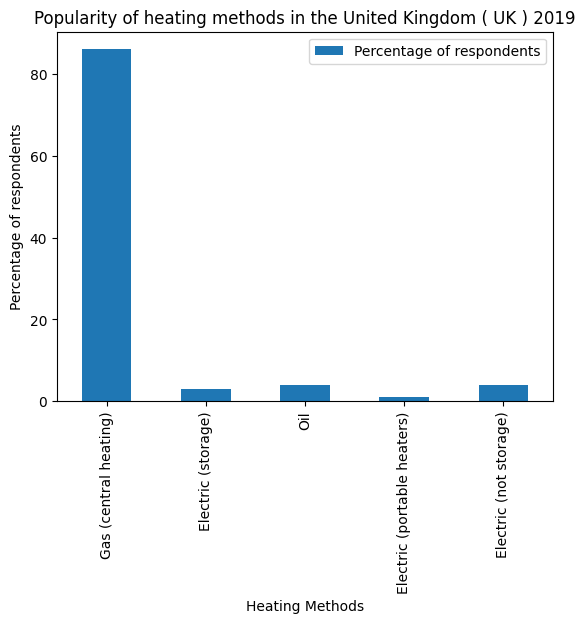 Popularity of heating methods in the United Kingdom ( UK ) 2019
Percentage of respondents
Percentage of respondents
80
60
40
20
0
Gas (central heating)
Electric (storage)
Oil
Electric (portable heaters)
Electric (not storage)
Heating Methods